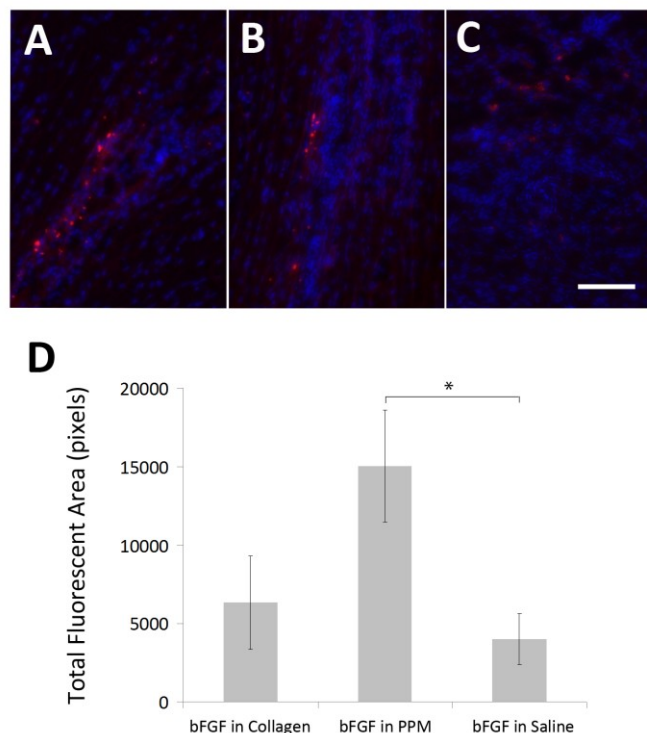 A B C
D
Total Fluorescent Area (pixels)
20000
15000
10000
5000
0
*
bFGF in Collagen bFGF in PPM bFGF in Saline